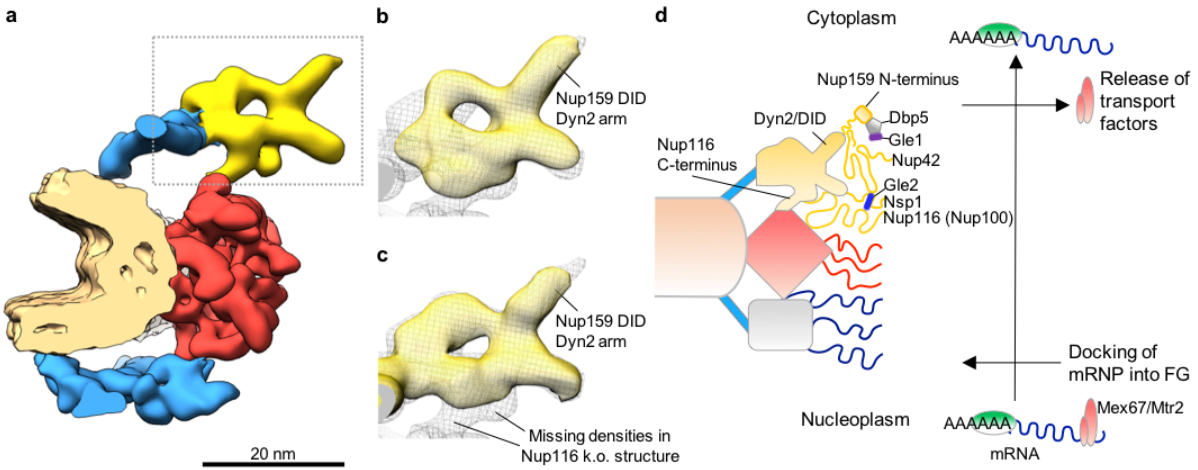 a
20 nm
b
Nup159 DID
Dyn2 arm
c
Nup159 DID
Dyn2 arm
Missing densities in
Nup116 k.o. structure
d
Cytoplasm
AAAAAA
Release of
transport
factors
Nup159 N-terminus
Dyn2/DID
Dbp5
Gle1
Nup42
Nup116
C-terminus
Gle2
Nsp1
Nup116 (Nup100)
Docking of
mRNP into FG
Nucleoplasm
Mex67/Mtr2
AAAAAA
mRNA